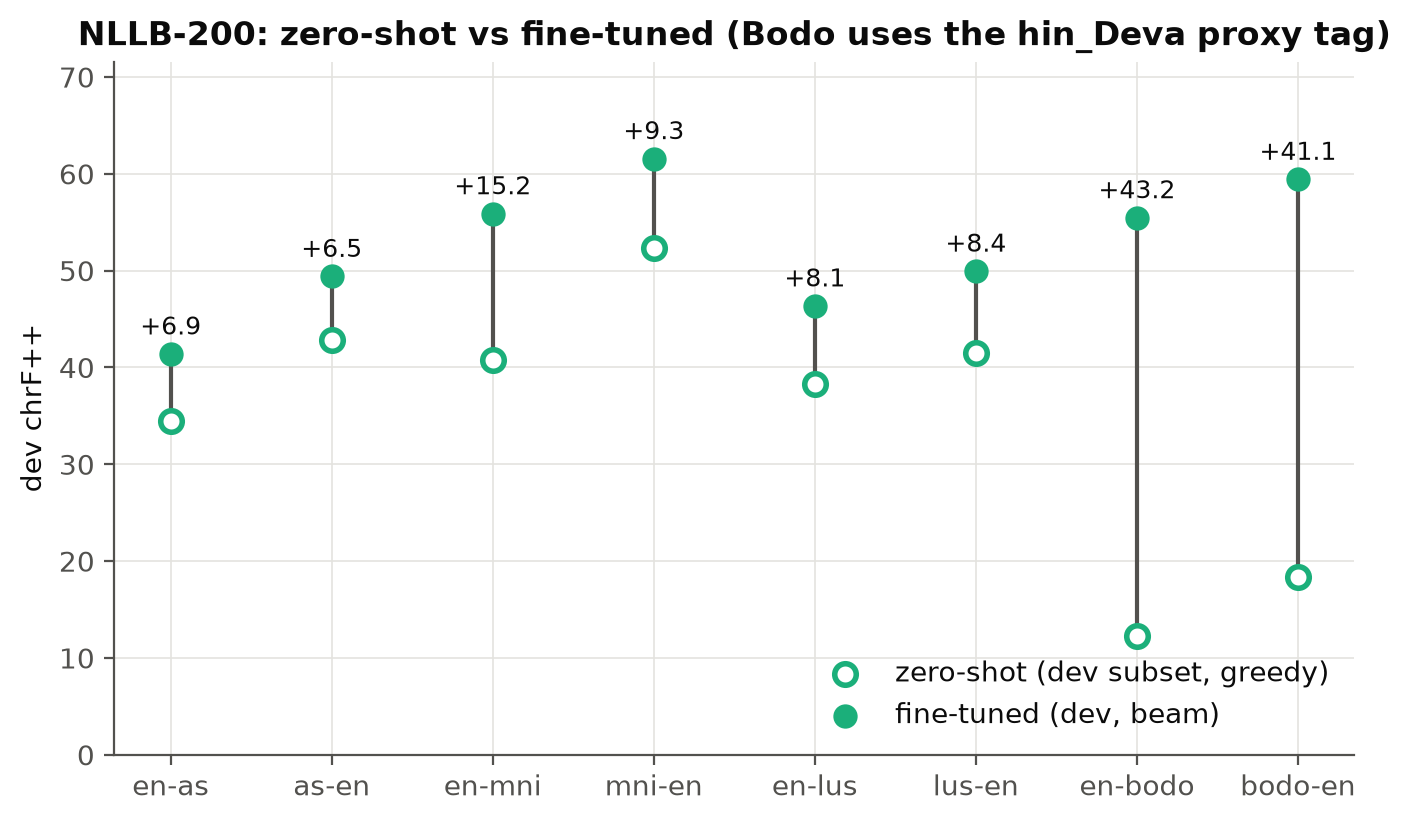 NLLB-200: zero-shot vs fine-tuned (Bodo uses the hin_Deva proxy tag)
dev chrF++
70
60
50
40
30
20
10
0
+6.9
+6.5
+15.2
+9.3
+8.1
+8.4
+43.2
+41.1
zero-shot (dev subset, greedy)
fine-tuned (dev, beam)
en-as
as-en
en-mni
mni-en
en-lus
lus-en
en-bodo
bodo-en